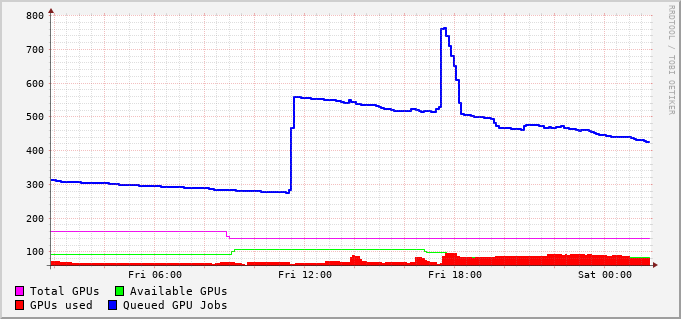 800
700
600
500
400
300
200
100
Fri 06:00 Fri 12:00 Fri 18:00 Sat 00:00
Total GPUs Available GPUs
GPUs used Queued GPU Jobs
RRDTOOL / TOBI OETIKER